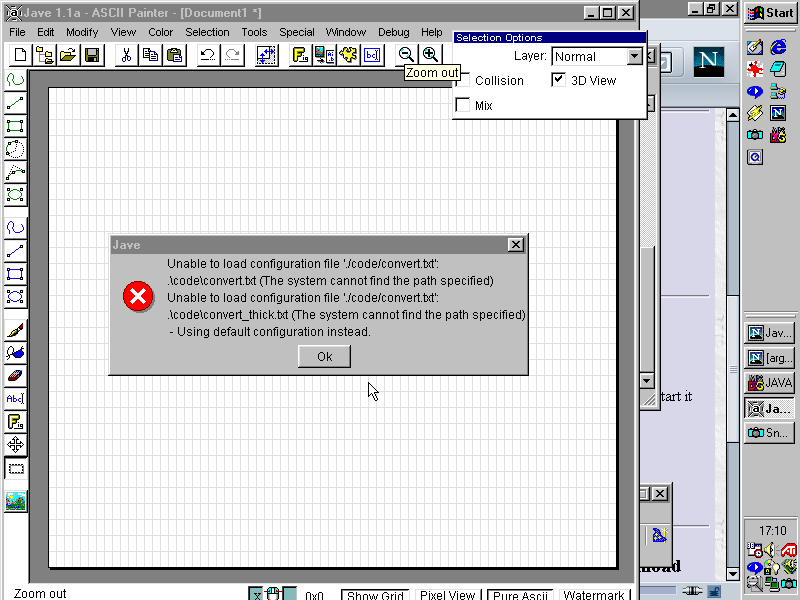 Jave 1.1a - ASCII Painter - [Document1 *]
File Edit Modify View Color Selection Tools Special Window Debug Help
Selection Options
Layer: Normal
Collision 3D View
Mix
Zoom out
Jave
Unable to load configuration file './code/convert.txt':
.\code\convert.txt (The system cannot find the path specified)
Unable to load configuration file './code/convert.txt':
.\code\convert_thick.txt (The system cannot find the path specified)
- Using default configuration instead.
Ok
Zoom out
0x0
Show Grid
Pixel View
Pure Ascii
Watermark
tart it
oad
Start
Jav...
[arg...
JAVA
Ja...
Sn...
17:10